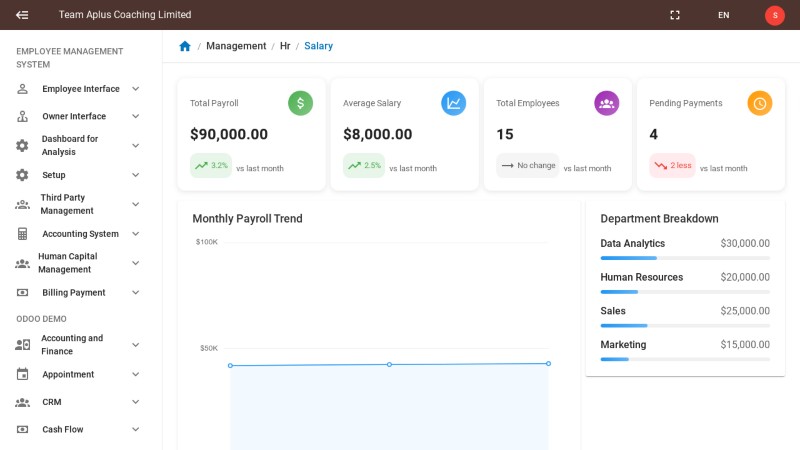 Team Aplus Coaching Limited
EN
S
EMPLOYEE MANAGEMENT
SYSTEM
Employee Interface
Owner Interface
Dashboard for
Analysis
Setup
Third Party
Management
Accounting System
Human Capital
Management
Billing Payment
ODOO DEMO
Accounting and
Finance
Appointment
CRM
Cash Flow
/ Management / Hr / Salary
Total Payroll
$
$90,000.00
3.2% vs last month
Average Salary
$8,000.00
2.5% vs last month
Total Employees
15
No change vs last month
Pending Payments
4
2 less vs last month
Monthly Payroll Trend
$100K
$50K
Department Breakdown
Data Analytics $30,000.00
Human Resources $20,000.00
Sales $25,000.00
Marketing $15,000.00